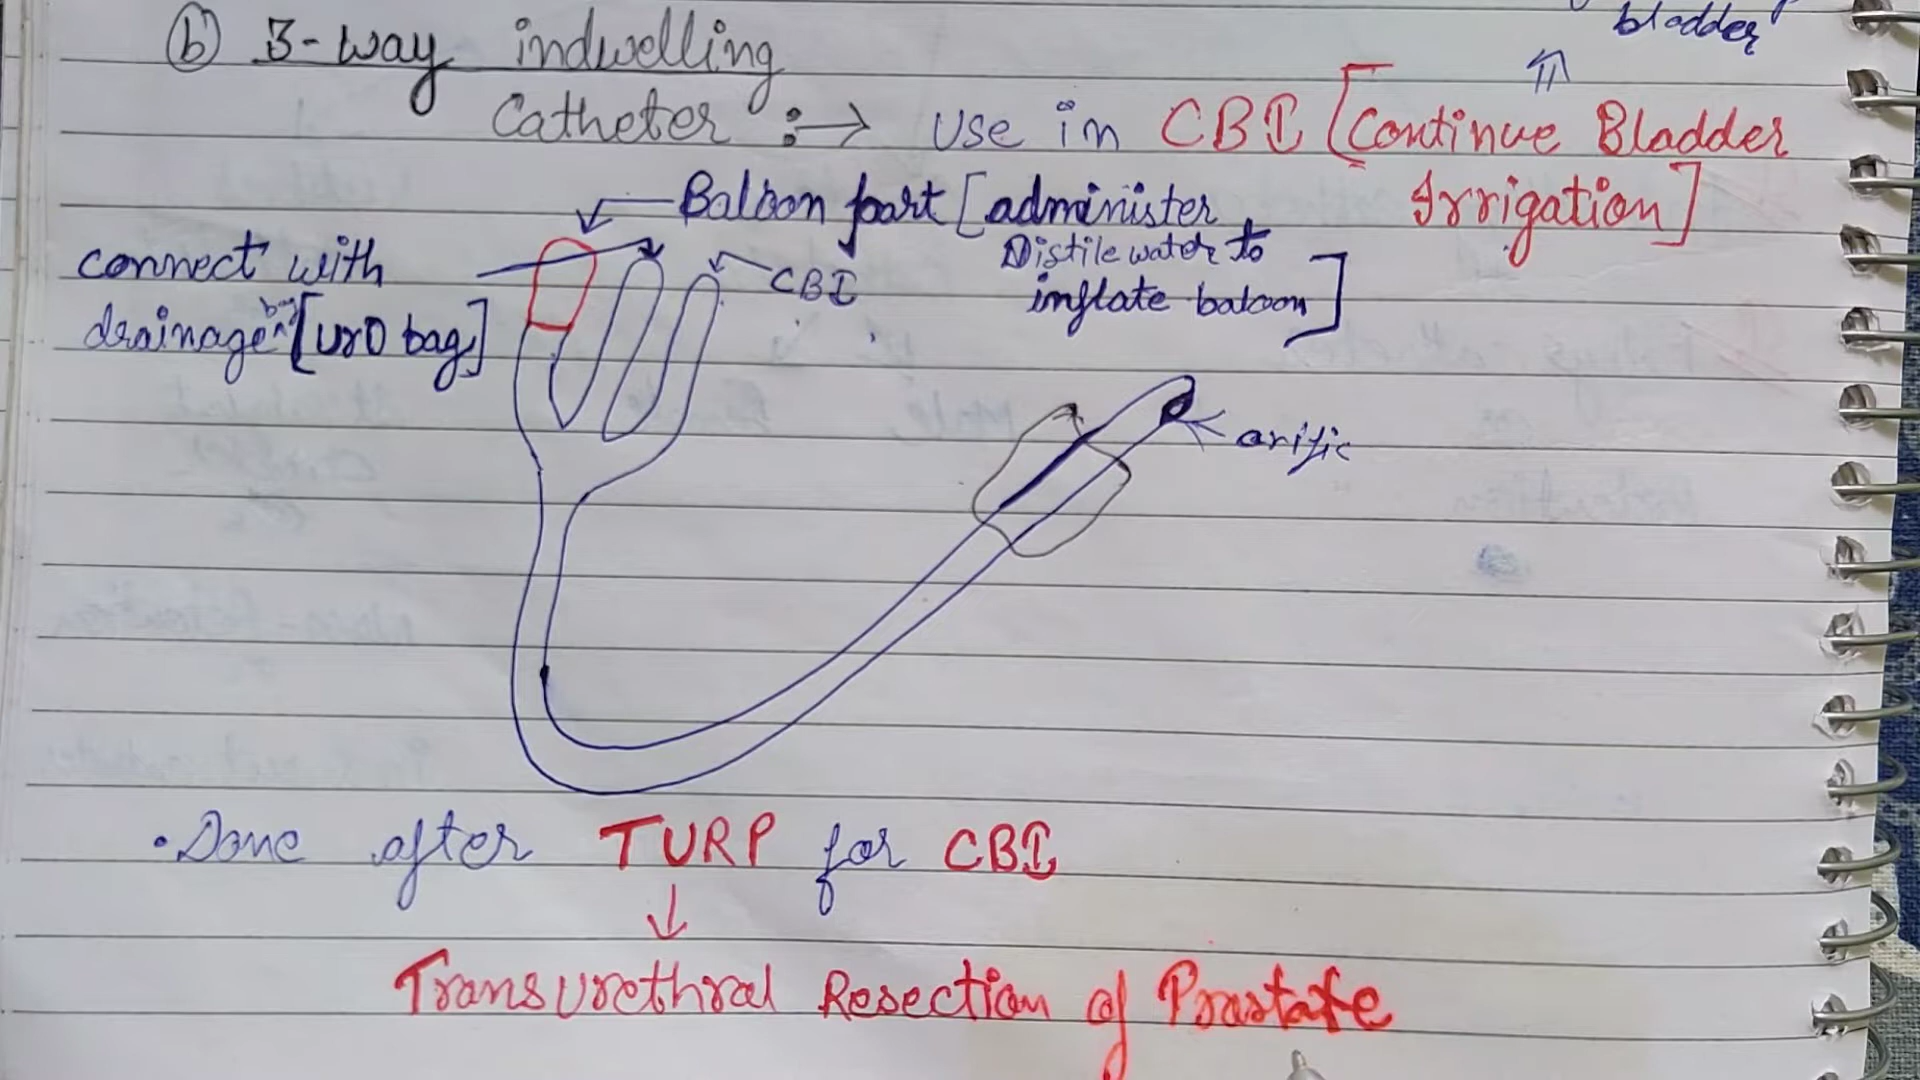 bladder
⇑
(b) 3-way indwelling
Catheter :→ Use in CBI [Continue Bladder
Irrigation]
Baloon part [administer
Distile water to
inflate baloon]
connect with
drainage bag [uro bag]
CBI
orific
• Done after TURP for CBI
↓
Transurethral Resection of Prostate